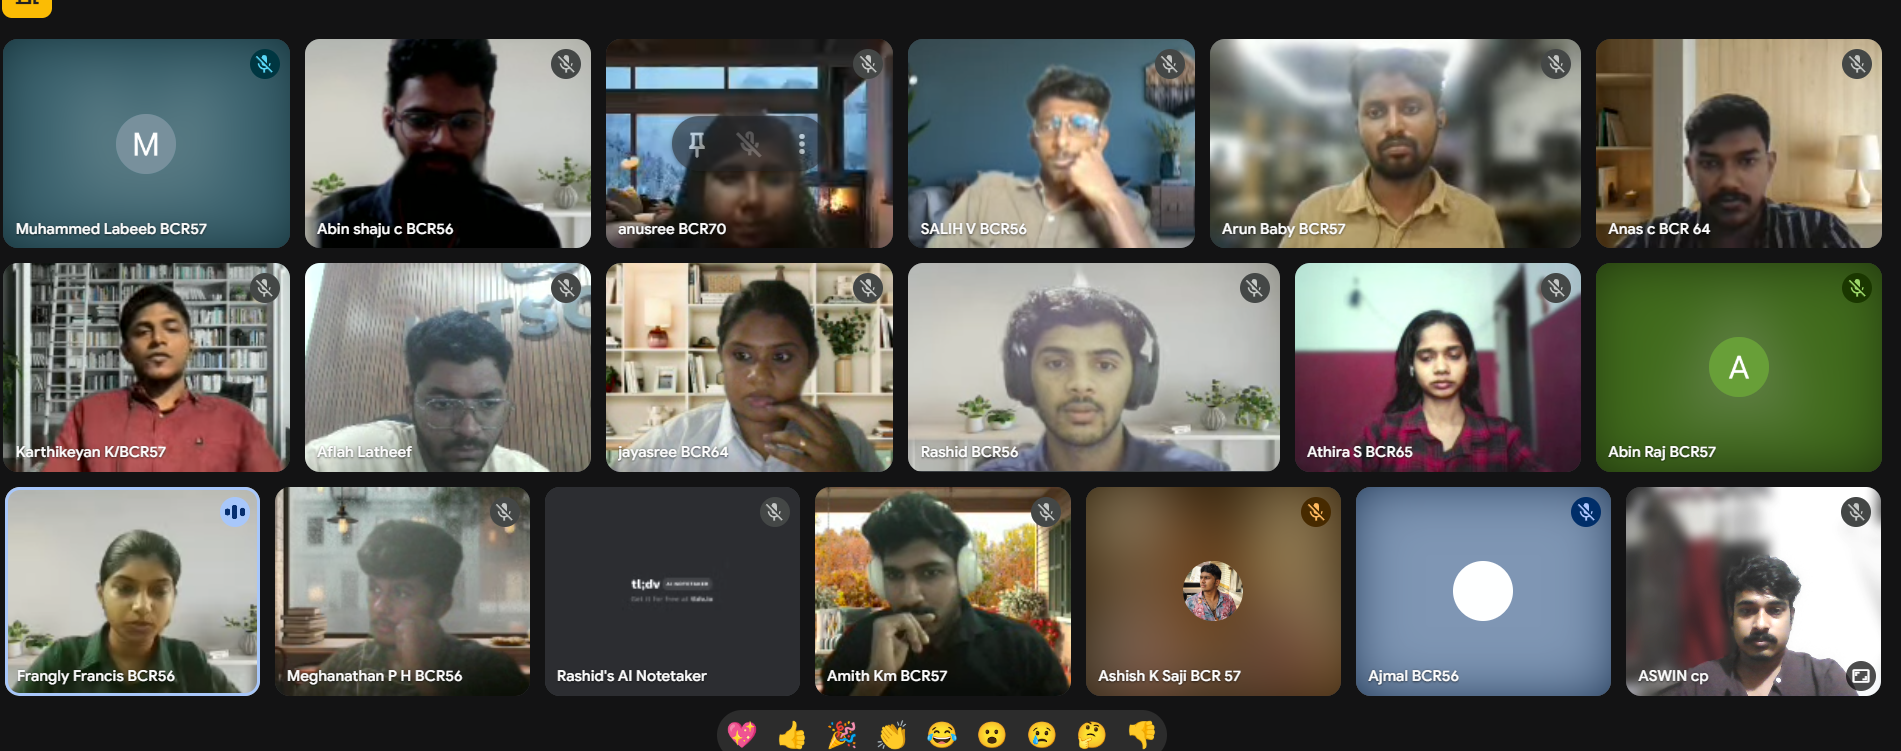 M
Muhammed Labeeb BCR57
Abin shaju c BCR56
anusree BCR70
SALIH V BCR56
Arun Baby BCR57
Anas c BCR 64
Karthikeyan K/BCR57
TSC
Aflah Latheef
jayasree BCR64
Rashid BCR56
Athira S BCR65
A
Abin Raj BCR57
Frangly Francis BCR56
Meghanathan P H BCR56
tl;dv AI NOTETAKER
Get it for free at tldv.io
Rashid's AI Notetaker
Amith Km BCR57
Ashish K Saji BCR 57
Ajmal BCR56
ASWIN cp